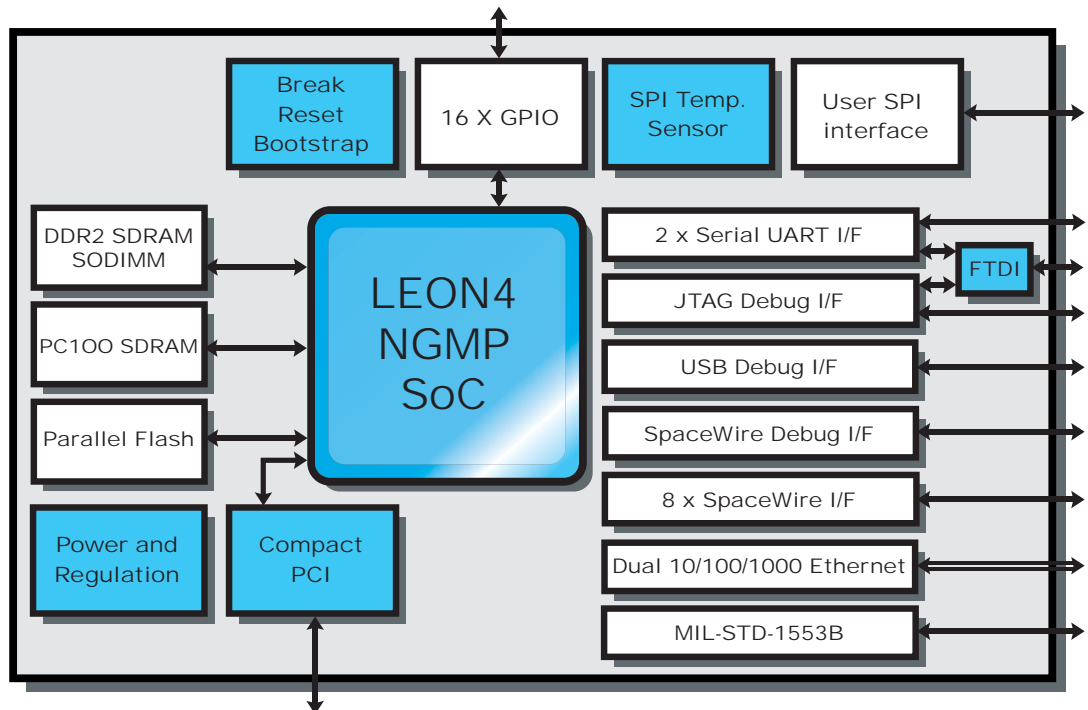 Break
Reset
Bootstrap
16 X GPIO
SPI Temp.
Sensor
User SPI
interface
DDR2 SDRAM
SODIMM
PC100 SDRAM
Parallel Flash
Power and
Regulation
Compact
PCI
LEON4
NGMP
SoC
2 x Serial UART I/F
FTDI
JTAG Debug I/F
USB Debug I/F
SpaceWire Debug I/F
8 x SpaceWire I/F
Dual 10/100/1000 Ethernet
MIL-STD-1553B